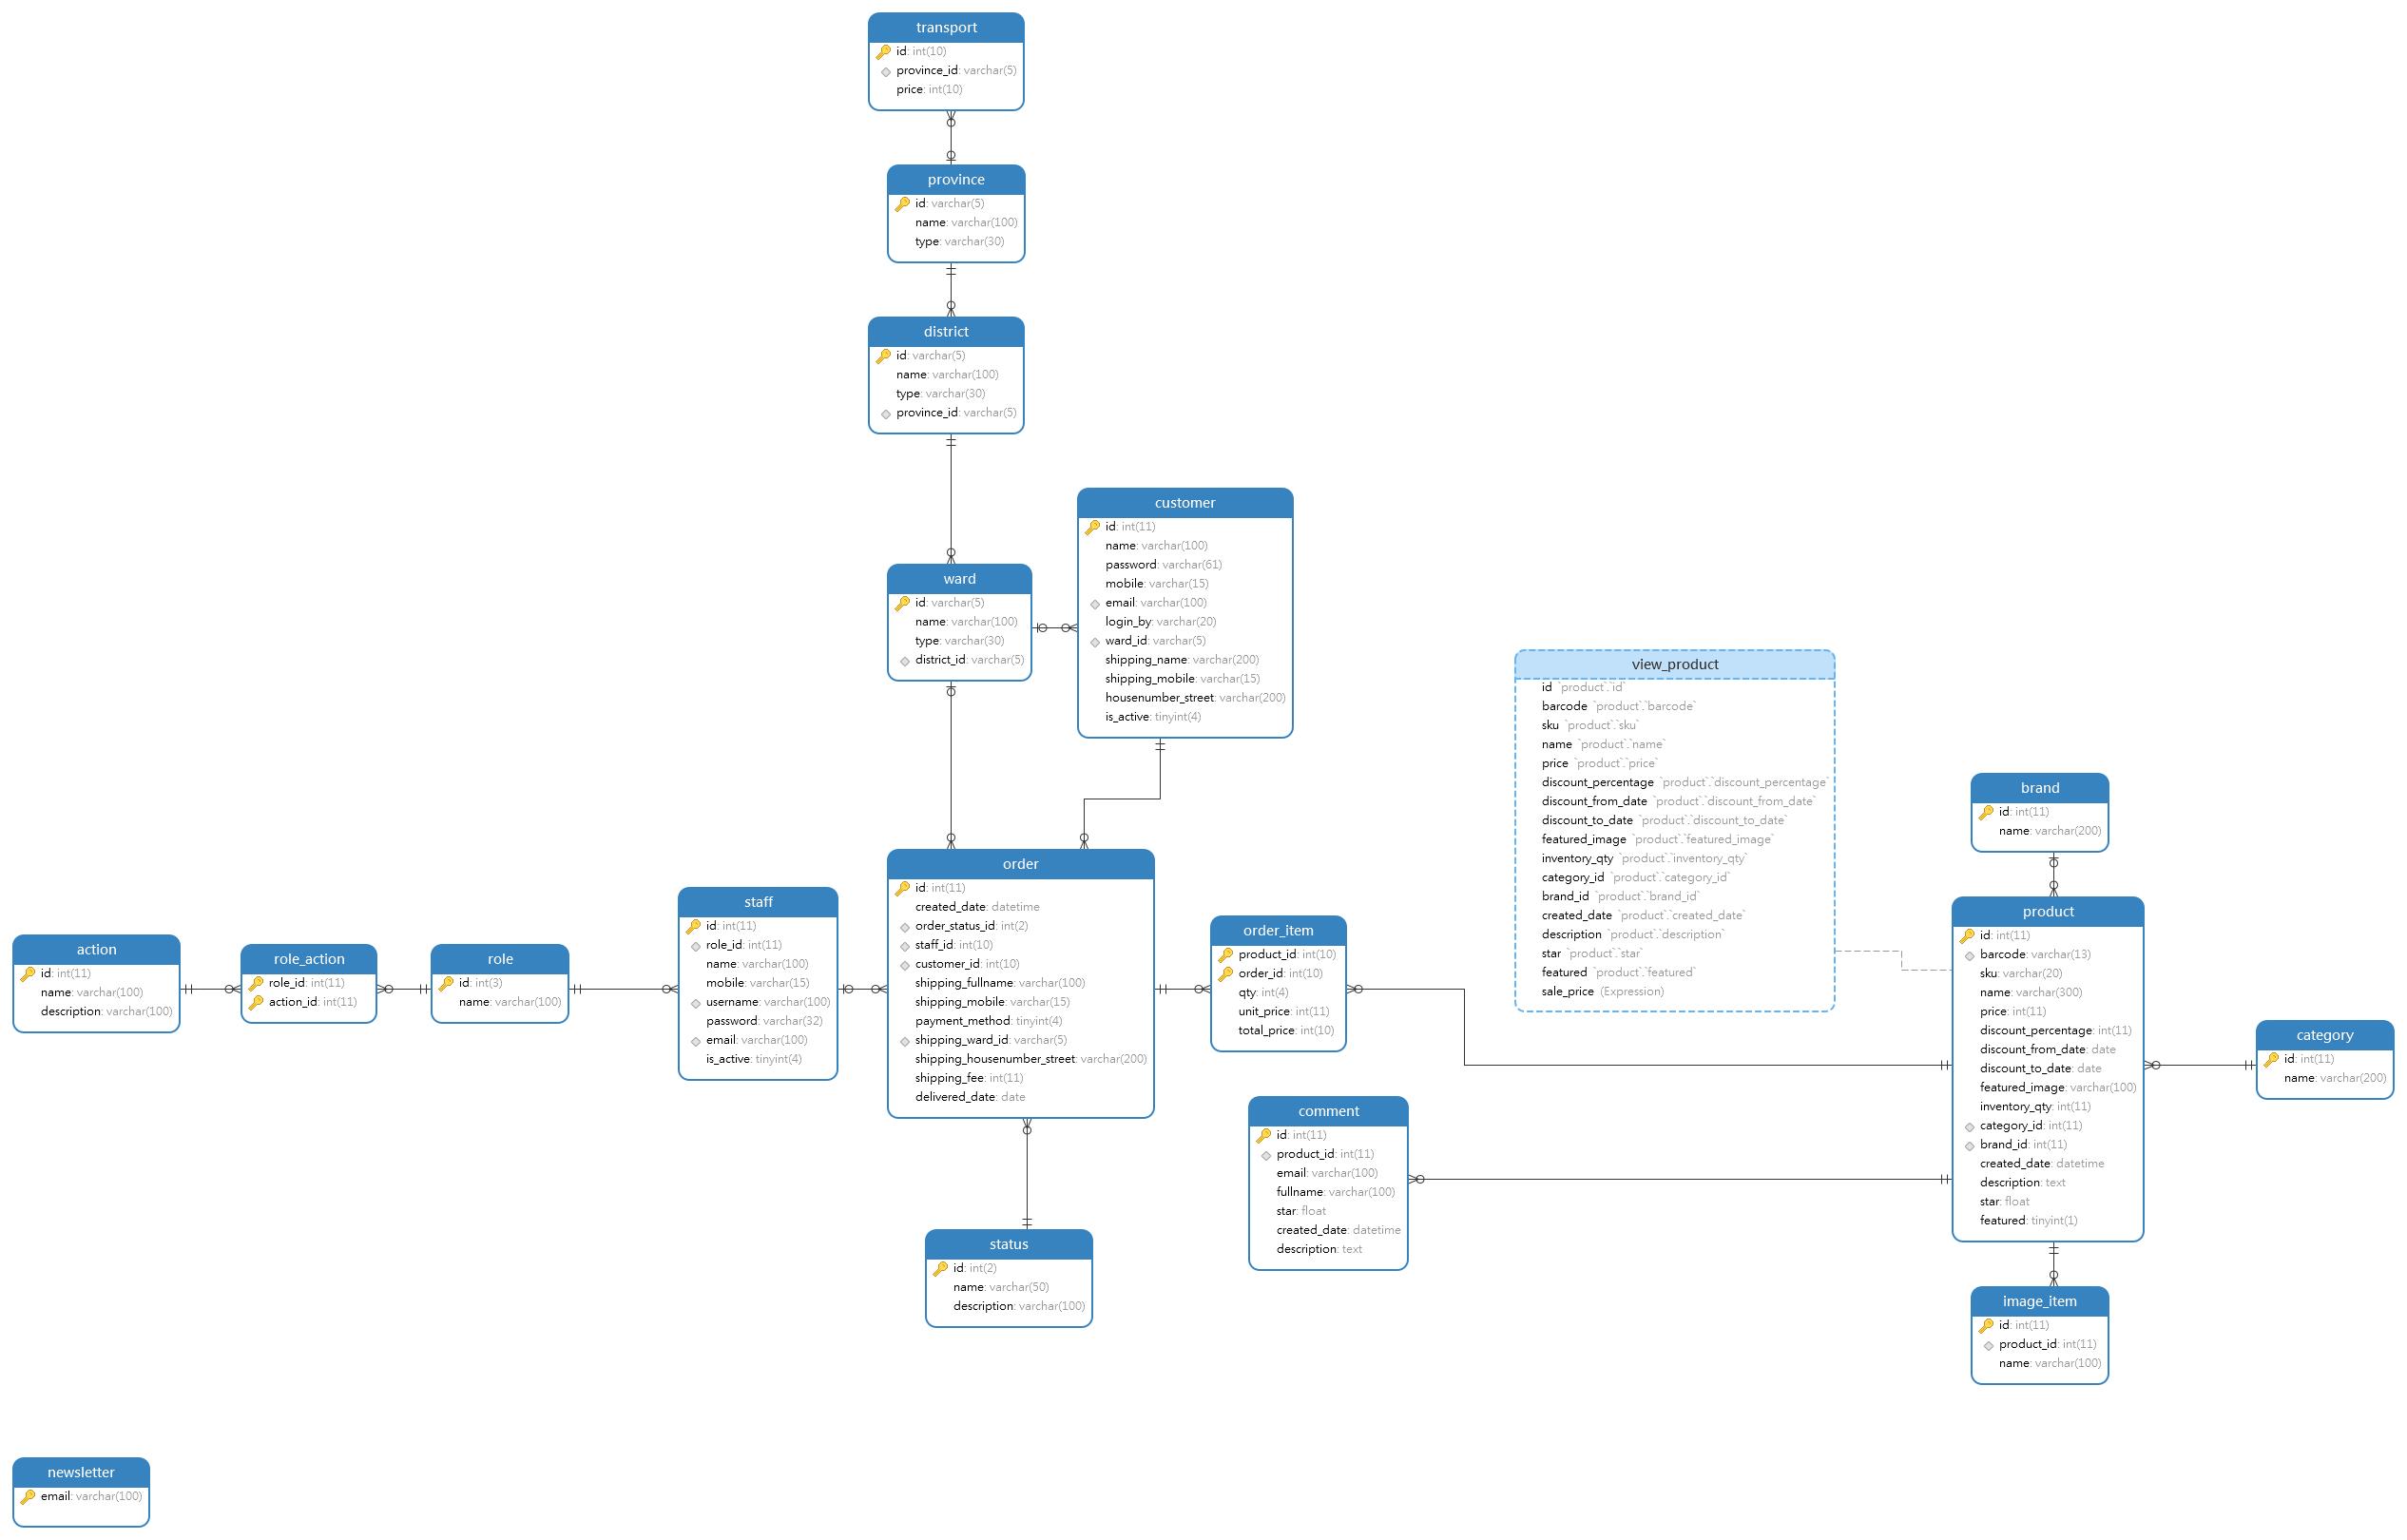 transport
id: int(10)
province_id: varchar(5)
price: int(10)
province
id: varchar(5)
name: varchar(100)
type: varchar(30)
district
id: varchar(5)
name: varchar(100)
type: varchar(30)
province_id: varchar(5)
customer
id: int(11)
name: varchar(100)
password: varchar(61)
mobile: varchar(15)
email: varchar(100)
login_by: varchar(20)
ward_id: varchar(5)
shipping_name: varchar(200)
shipping_mobile: varchar(15)
housenumber_street: varchar(200)
is_active: tinyint(4)
ward
id: varchar(5)
name: varchar(100)
type: varchar(30)
district_id: varchar(5)
view_product
id `product`.`id`
barcode `product`.`barcode`
sku `product`.`sku`
name `product`.`name`
price `product`.`price`
discount_percentage `product`.`discount_percentage`
discount_from_date `product`.`discount_from_date`
discount_to_date `product`.`discount_to_date`
featured_image `product`.`featured_image`
inventory_qty `product`.`inventory_qty`
category_id `product`.`category_id`
brand_id `product`.`brand_id`
created_date `product`.`created_date`
description `product`.`description`
star `product`.`star`
featured `product`.`featured`
sale_price (Expression)
brand
id: int(11)
name: varchar(200)
action
id: int(11)
name: varchar(100)
description: varchar(100)
role_action
role_id: int(11)
action_id: int(11)
role
id: int(3)
name: varchar(100)
staff
id: int(11)
role_id: int(11)
name: varchar(100)
mobile: varchar(15)
username: varchar(100)
password: varchar(32)
email: varchar(100)
is_active: tinyint(4)
order
id: int(11)
created_date: datetime
order_status_id: int(2)
staff_id: int(10)
customer_id: int(10)
shipping_fullname: varchar(100)
shipping_mobile: varchar(15)
payment_method: tinyint(4)
shipping_ward_id: varchar(5)
shipping_housenumber_street: varchar(200)
shipping_fee: int(11)
delivered_date: date
order_item
product_id: int(10)
order_id: int(10)
qty: int(4)
unit_price: int(11)
total_price: int(10)
product
id: int(11)
barcode: varchar(13)
sku: varchar(20)
name: varchar(300)
price: int(11)
discount_percentage: int(11)
discount_from_date: date
discount_to_date: date
featured_image: varchar(100)
inventory_qty: int(11)
category_id: int(11)
brand_id: int(11)
created_date: datetime
description: text
star: float
featured: tinyint(1)
category
id: int(11)
name: varchar(200)
comment
id: int(11)
product_id: int(11)
email: varchar(100)
fullname: varchar(100)
star: float
created_date: datetime
description: text
status
id: int(2)
name: varchar(50)
description: varchar(100)
image_item
id: int(11)
product_id: int(11)
name: varchar(100)
newsletter
email: varchar(100)